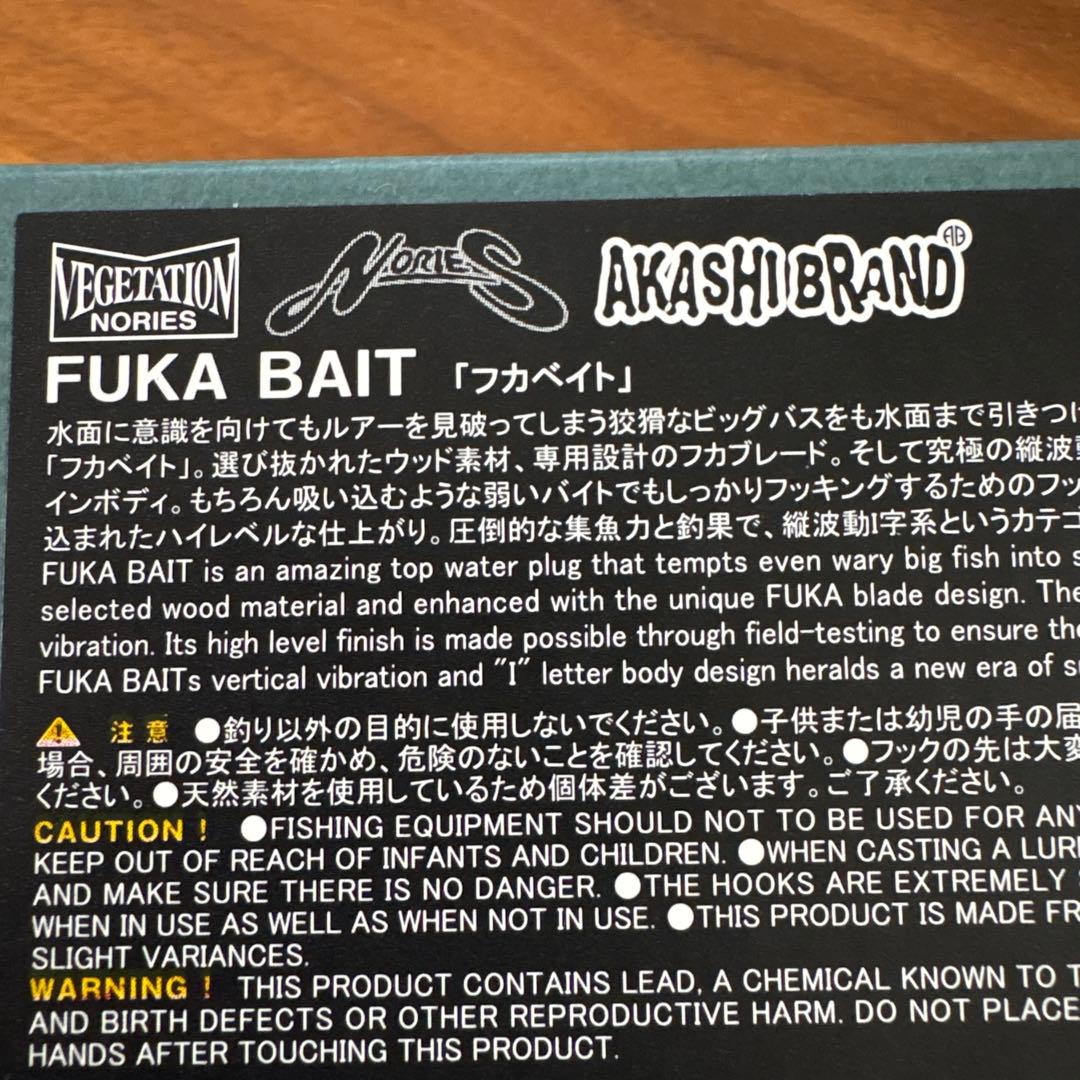 VEGETATION
NORIES
NORIES
AKASHI BRAND
AB
FUKA BAIT 「フカベイト」
水面に意識を向けてもルアーを見破ってしまう狡猾なビッグバスをも水面まで引きつけ
「フカベイト」。選び抜かれたウッド素材、専用設計のフカブレード。そして究極の縦波動
インボディ。もちろん吸い込むような弱いバイトでもしっかりフッキングするためのフッ
込まれたハイレベルな仕上がり。圧倒的な集魚力と釣果で、縦波動I字系というカテゴ
FUKA BAIT is an amazing top water plug that tempts even wary big fish into s
selected wood material and enhanced with the unique FUKA blade design. The
vibration. Its high level finish is made possible through field-testing to ensure the
FUKA BAITs vertical vibration and "I" letter body design heralds a new era of s
注意 ●釣り以外の目的に使用しないでください。●子供または幼児の手の届
場合、周囲の安全を確かめ、危険のないことを確認してください。●フックの先は大変
ください。●天然素材を使用しているため個体差がございます。ご了承ください。
CAUTION ! ●FISHING EQUIPMENT SHOULD NOT TO BE USED FOR ANY
KEEP OUT OF REACH OF INFANTS AND CHILDREN. ●WHEN CASTING A LURE
AND MAKE SURE THERE IS NO DANGER. ●THE HOOKS ARE EXTREMELY
WHEN IN USE AS WELL AS WHEN NOT IN USE. ●THIS PRODUCT IS MADE FR
SLIGHT VARIANCES.
WARNING ! THIS PRODUCT CONTAINS LEAD, A CHEMICAL KNOWN TO T
AND BIRTH DEFECTS OR OTHER REPRODUCTIVE HARM. DO NOT PLACE
HANDS AFTER TOUCHING THIS PRODUCT.